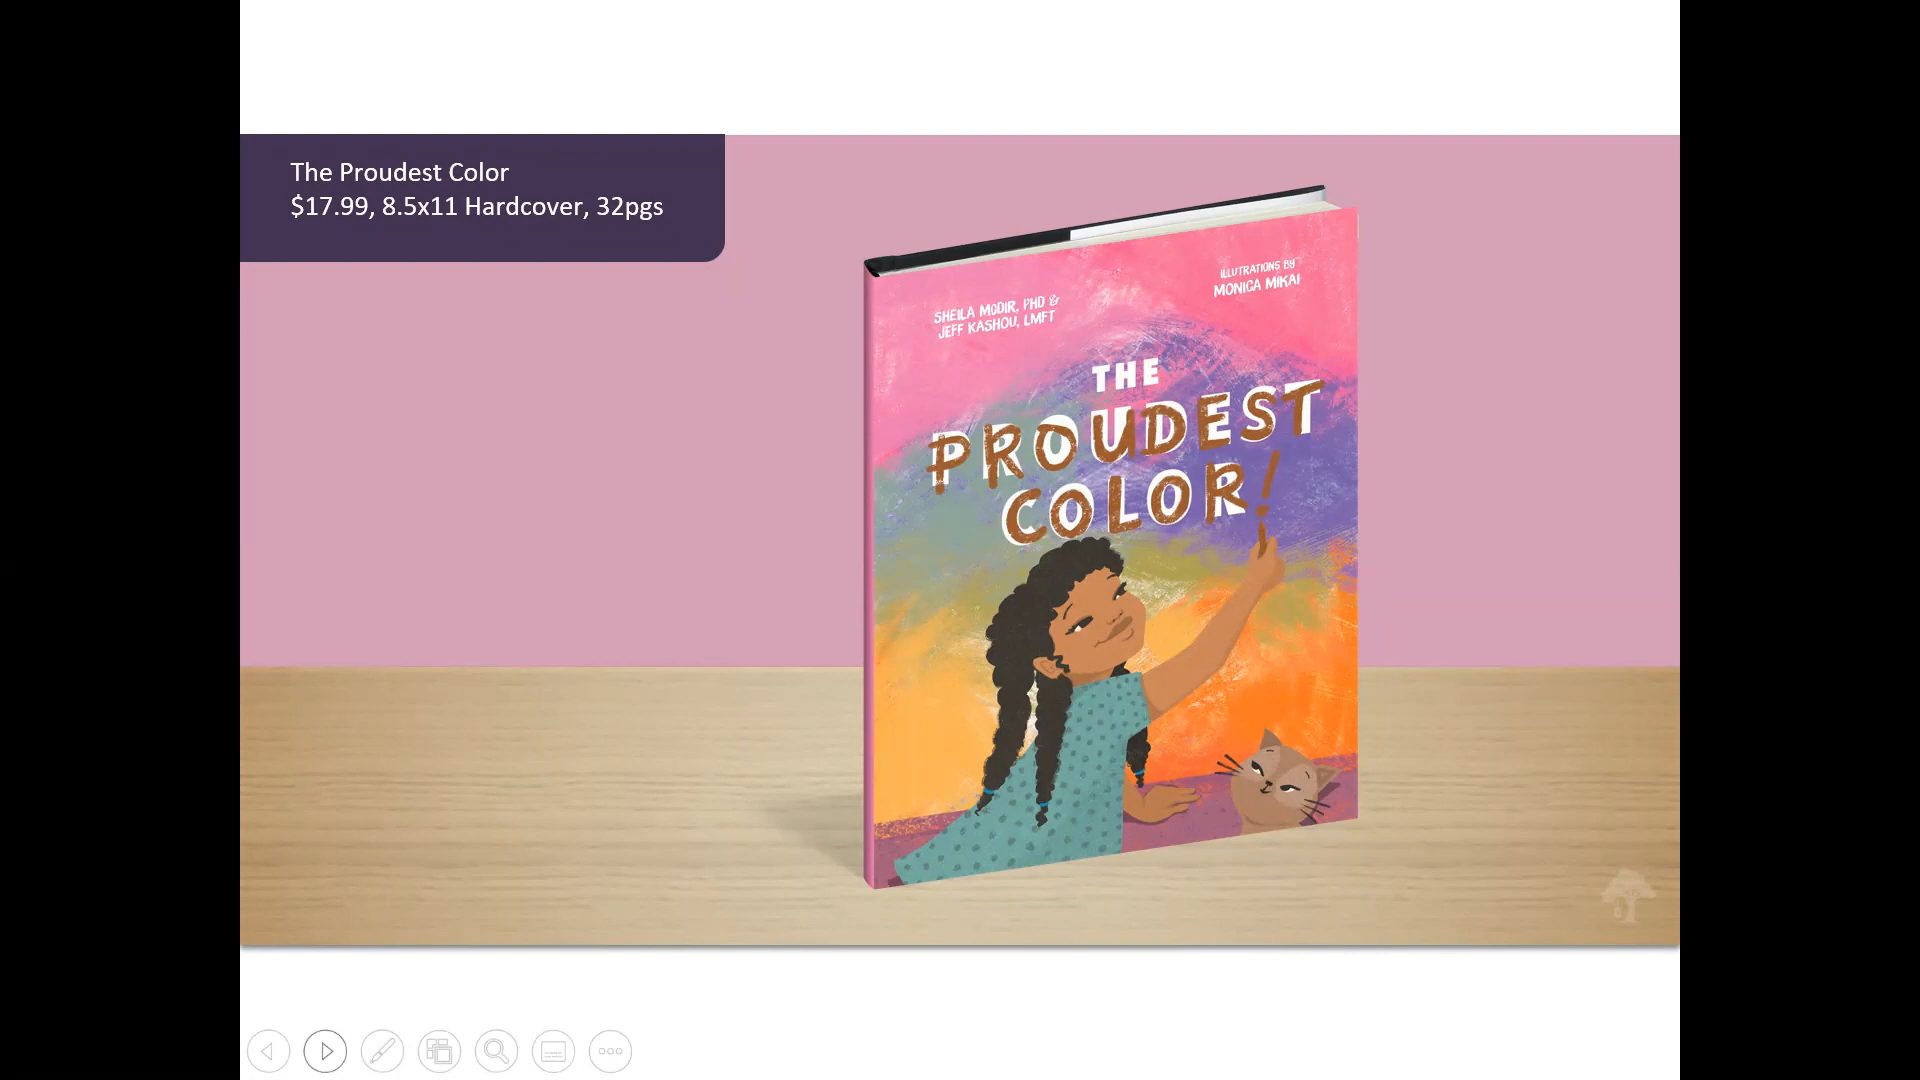 The Proudest Color
$17.99, 8.5x11 Hardcover, 32pgs
SHEILA MODIR, PHD &
JEFF KASHOU, LMFT
ILLUTRATIONS BY
MONICA MIKAI
THE
PROUDEST
COLOR!